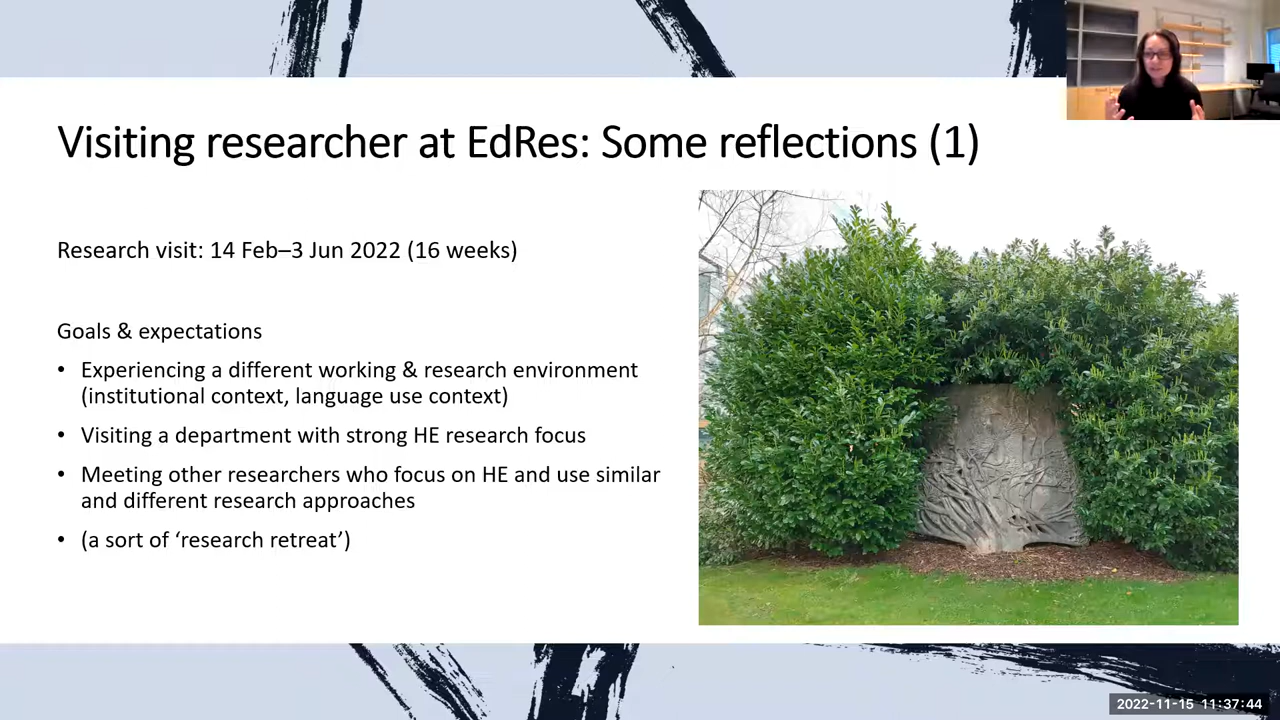 Visiting researcher at EdRes: Some reflections (1)
Research visit: 14 Feb–3 Jun 2022 (16 weeks)
Goals & expectations
• Experiencing a different working & research environment
(institutional context, language use context)
• Visiting a department with strong HE research focus
• Meeting other researchers who focus on HE and use similar
and different research approaches
• (a sort of ‘research retreat’)
2022-11-15 11:37:44